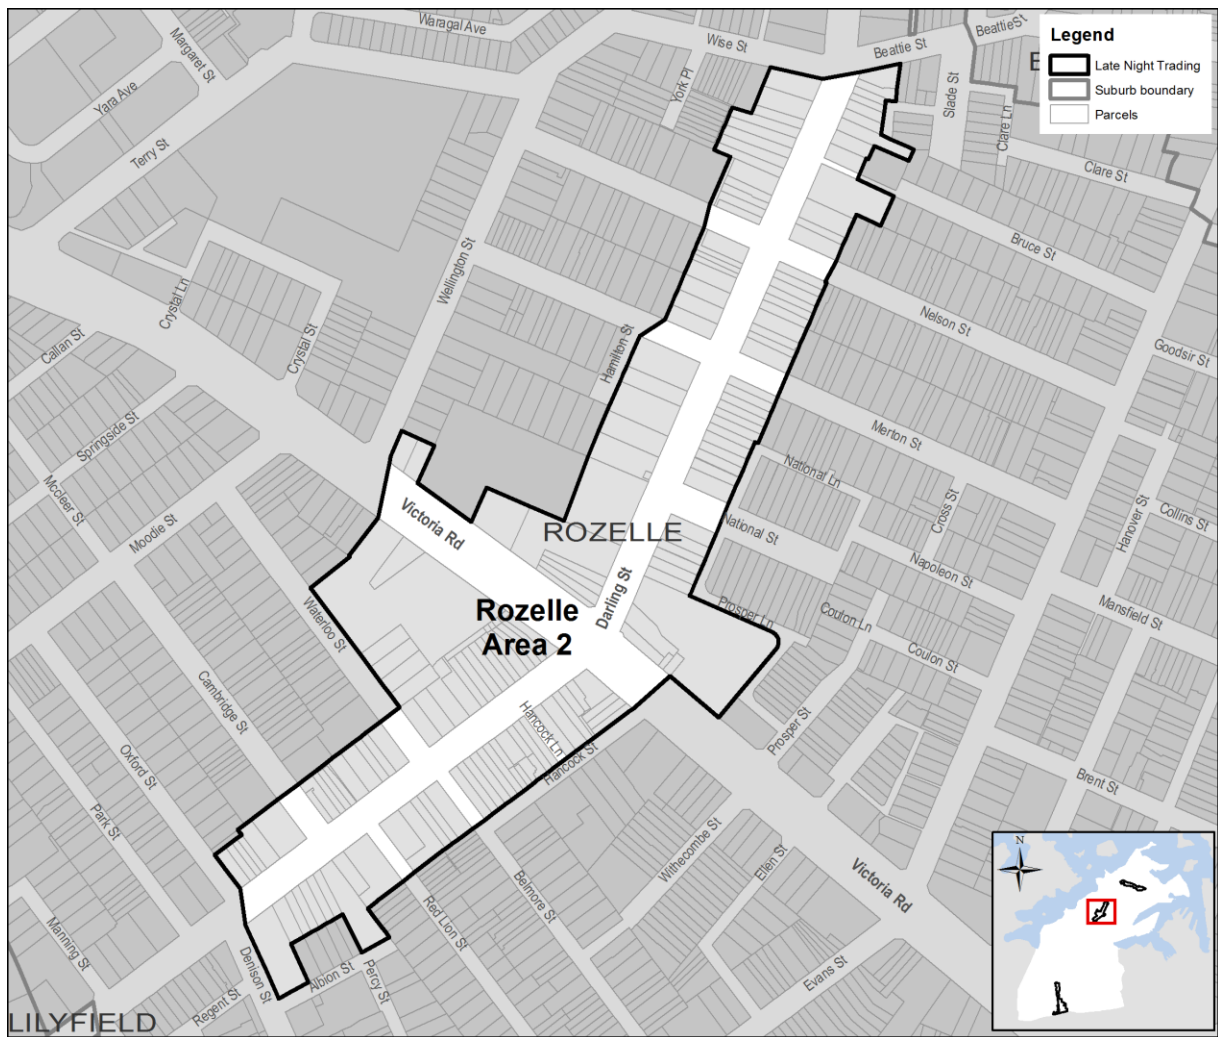 Waragal Ave
Margaret St
Yara Ave
Terry St
Wise St
York Pl
Beattie St
Beattie St
Slade St
Clare Ln
Clare St
Legend
Late Night Trading
Suburb boundary
Parcels
Wellington St
Crystal Ln
Crystal St
Callan St
Springside St
Mccleer St
Moodie St
Hamilton St
Bruce St
Nelson St
Goodsir St
Merton St
National Ln
National St
Cross St
Hanover St
Collins St
Napoleon St
Mansfield St
Victoria Rd
ROZELLE
Darling St
Rozelle
Area 2
Prosper Ln
Coulon Ln
Coulon St
Prosper St
Brent St
Waterloo St
Cambridge St
Oxford St
Park St
Manning St
Hancock Ln
Hancock St
Withecombe St
Ellen St
Victoria Rd
Evans St
Belmore St
Red Lion St
Percy St
Albion St
Denison St
Regent St
LILYFIELD
N